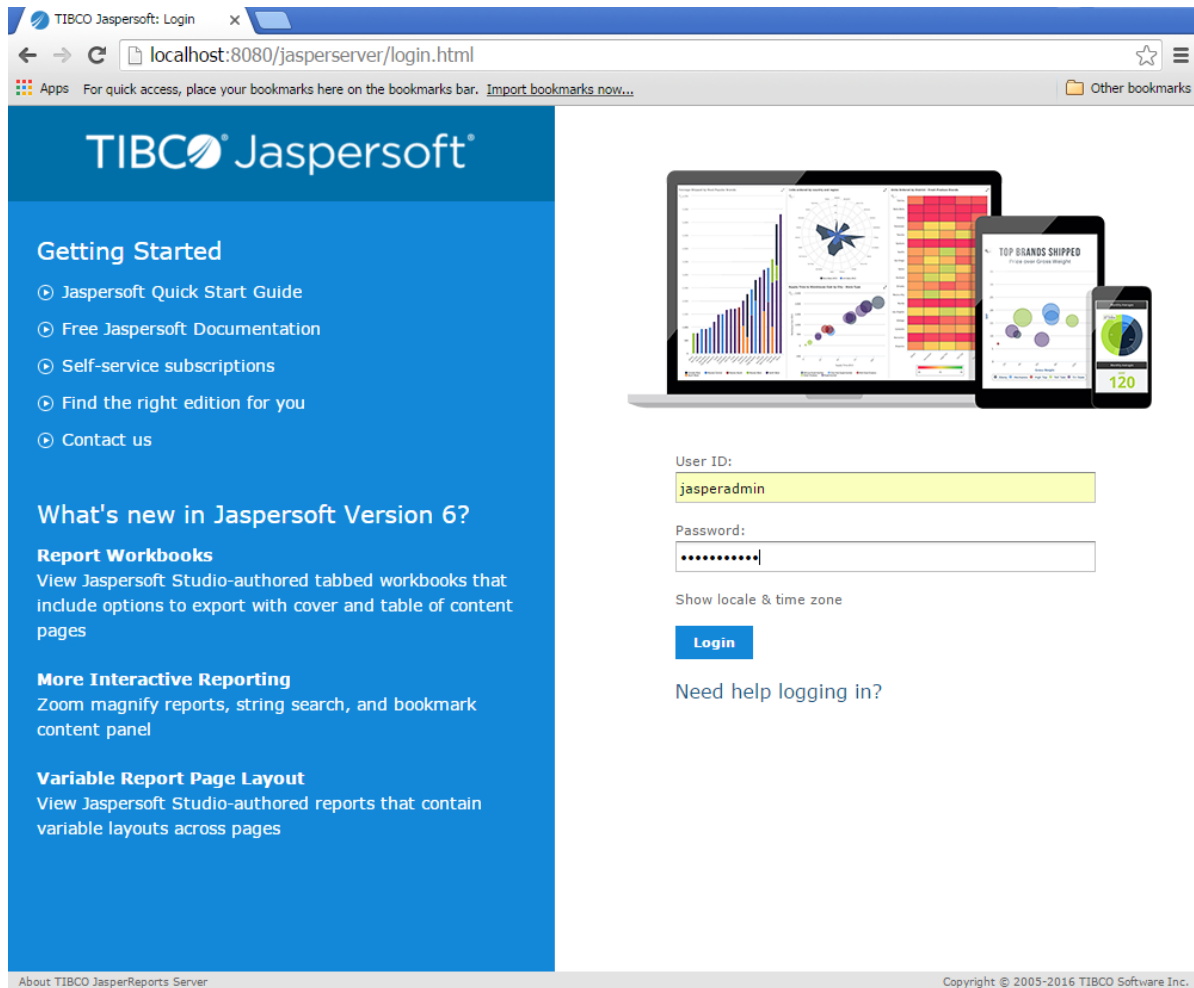 TIBCO Jaspersoft: Login
localhost:8080/jasperserver/login.html
Apps For quick access, place your bookmarks here on the bookmarks bar. Import bookmarks now...
Other bookmarks
TIBCO® Jaspersoft®
Getting Started
Jaspersoft Quick Start Guide
Free Jaspersoft Documentation
Self-service subscriptions
Find the right edition for you
Contact us
What's new in Jaspersoft Version 6?
Report Workbooks
View Jaspersoft Studio-authored tabbed workbooks that
include options to export with cover and table of content
pages
More Interactive Reporting
Zoom magnify reports, string search, and bookmark
content panel
Variable Report Page Layout
View Jaspersoft Studio-authored reports that contain
variable layouts across pages
TOP BRANDS SHIPPED
Price over Gross Weight
120
User ID:
jasperadmin
Password:
•••••••••••
Show locale & time zone
Login
Need help logging in?
About TIBCO JasperReports Server
Copyright © 2005-2016 TIBCO Software Inc.